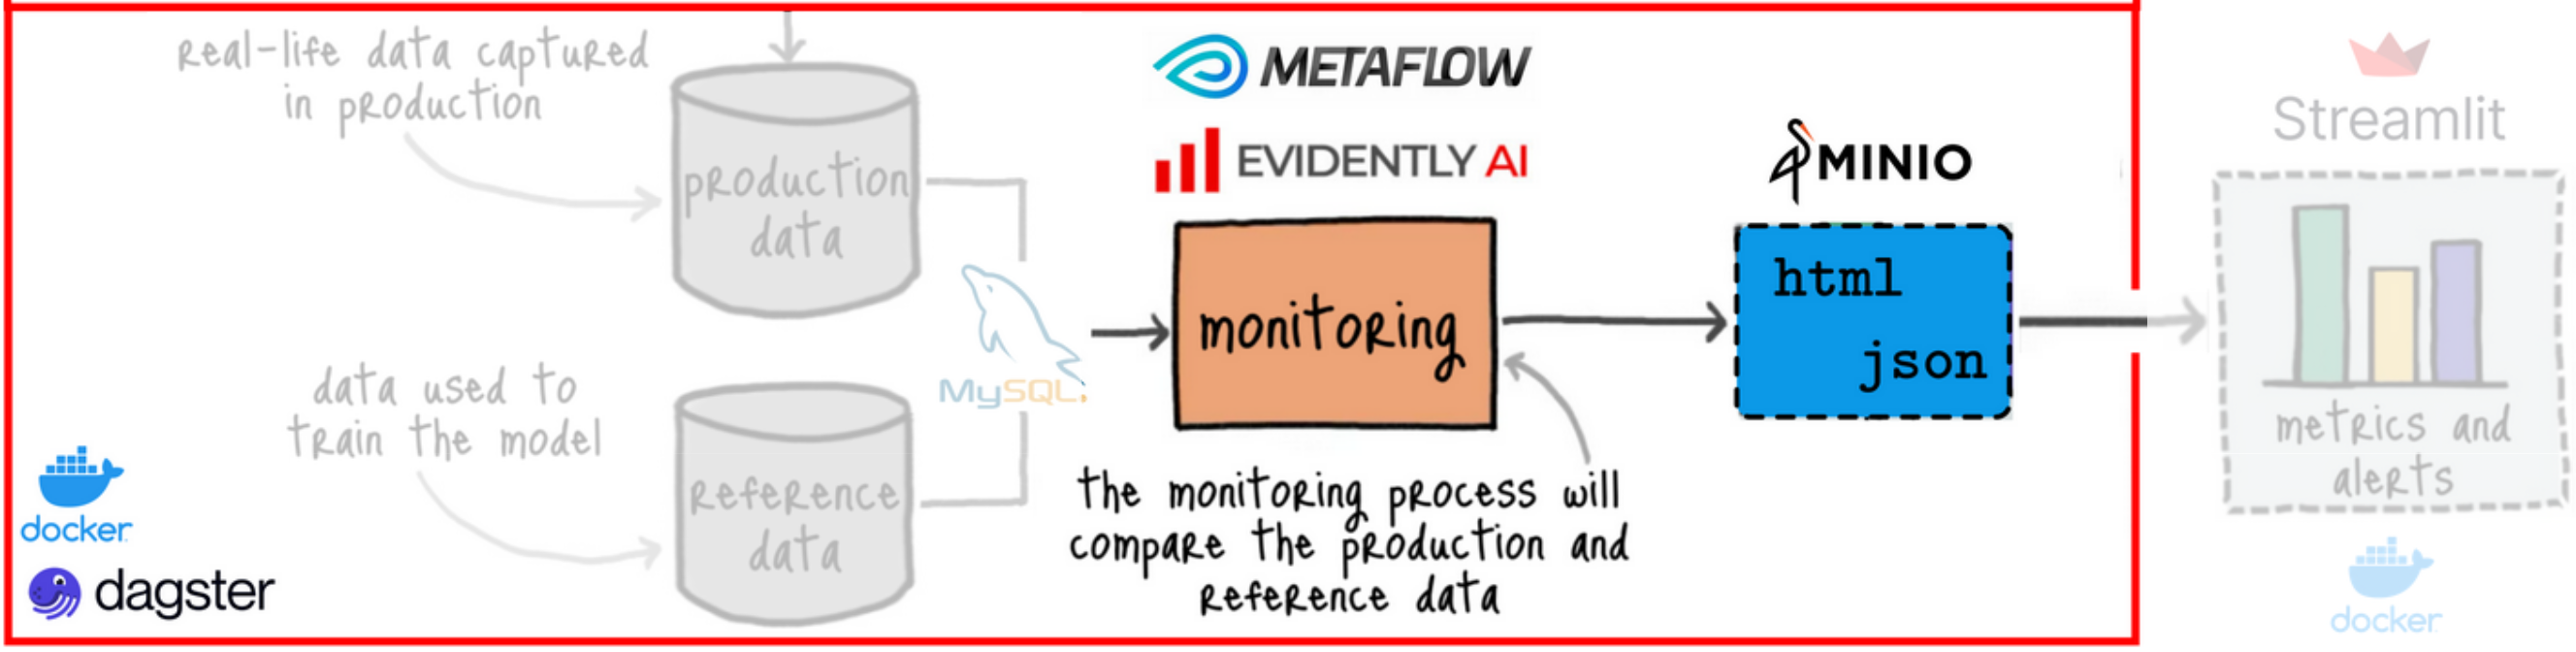 real-life data captured
in production
production
data
MySQL
data used to
train the model
reference
data
docker
dagster
METAFLOW
EVIDENTLY AI
monitoring
the monitoring process will
compare the production and
reference data
MINIO
html
json
Streamlit
metrics and
alerts
docker